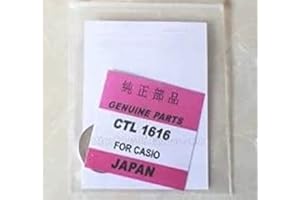 純正部品
GENUINE PARTS
CTL 1616
FOR CASIO
JAPAN